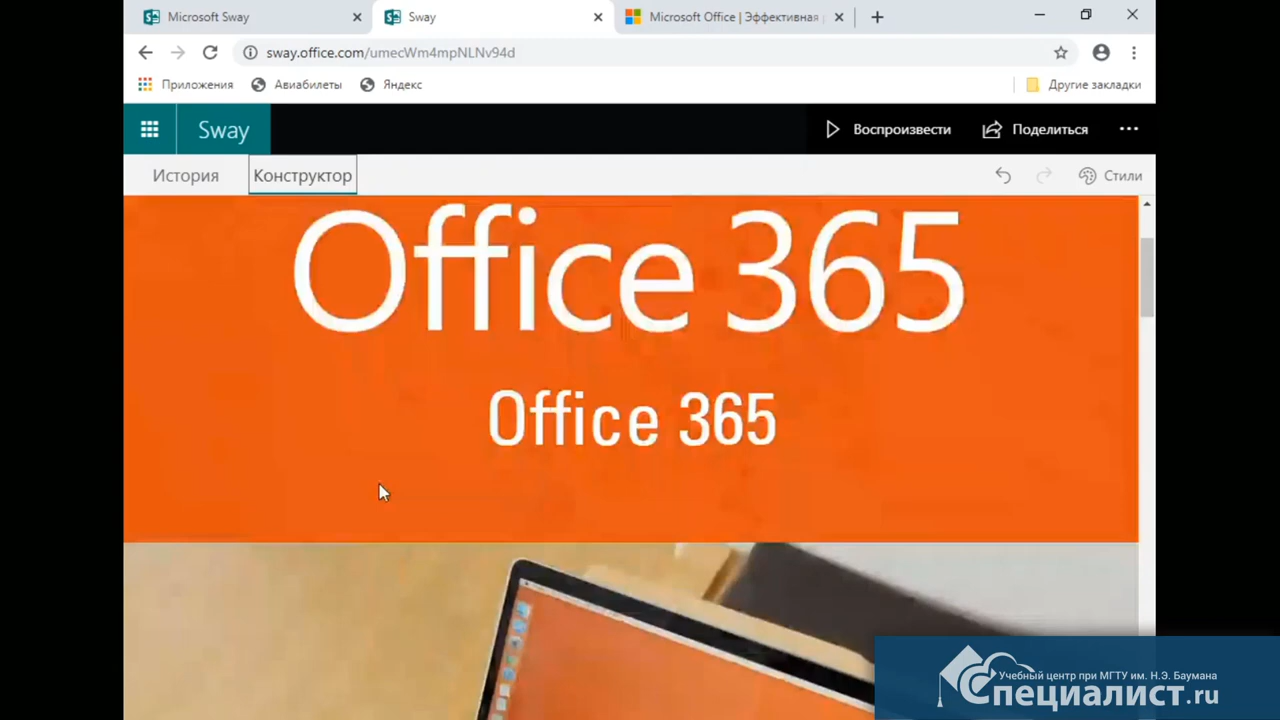 Microsoft Sway
Sway
Microsoft Office | Эффективная
sway.office.com/umecWm4mpNLNv94d
Приложения
Авиабилеты
Яндекс
Другие закладки
Sway
Воспроизвести
Поделиться
История
Конструктор
Стили
Office 365
Office 365
Учебный центр при МГТУ им. Н.Э. Баумана
Специалист.ru